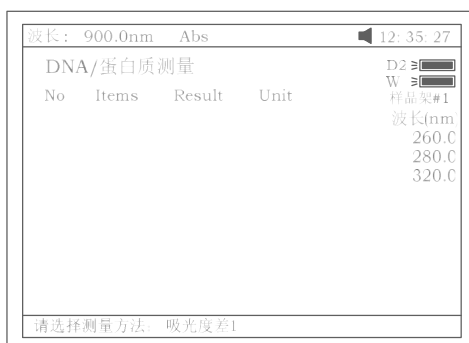 波长: 900.0nm Abs 12:35:27
DNA/蛋白质测量
D2
W
No Items Result Unit
样品架#1
波长(nm
260.0
280.0
320.0
请选择测量方法: 吸光度差1